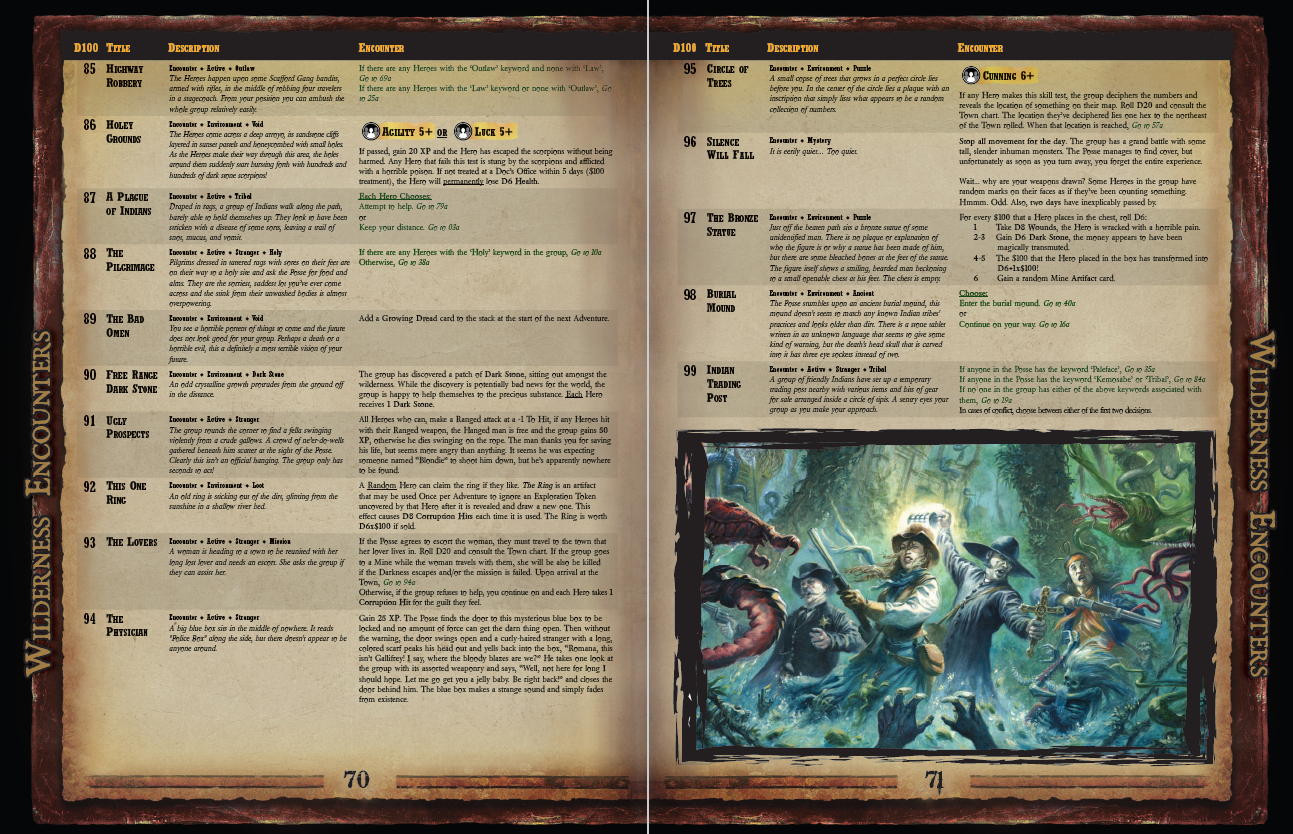 D100 Title Description Encounter
85 Highway Robbery
Encounter • Active • Outlaw
The Heroes happen upon some Scafford Gang bandits,
armed with rifles, in the middle of robbing four travelers
in a stagecoach. From your position you can ambush the
whole group relatively easily.
If there are any Heroes with the 'Outlaw' keyword and none with 'Law',
Go to 69a
If there are any Heroes with the 'Law' keyword or none with 'Outlaw', Go
to 25a
86 Holey Grounds
Encounter • Environment • Void
The Heroes come across a deep arroyo, its sandstone cliffs
layered in sunset panels and honeycombed with small holes.
As the Heroes make their way through this area, the holes
around them suddenly start bursting forth with hundreds and
hundreds of dark stone scorpions!
Agility 5+ or Luck 5+
If passed, gain 20 XP and the Hero has escaped the scorpions without being
harmed. Any Hero that fails this test is stung by the scorpions and afflicted
with a horrible poison. If not treated at a Doc's Office within 5 days ($100
treatment), the Hero will permanently lose D6 Health.
87 A Plague of Indians
Encounter • Active • Tribal
Draped in rags, a group of Indians walk along the path,
barely able to hold themselves up. They look to have been
stricken with a disease of some sorts, leaving a trail of
snot, mucus, and vomit.
Each Hero Chooses:
Attempt to help. Go to 79a
or
Keep your distance. Go to 03a
88 The Pilgrimage
Encounter • Active • Stranger • Holy
Pilgrims dressed in tattered rags with sores on their feet are
on their way to a holy site and ask the Posse for food and
alms. They are the sorriest, saddest lot you've ever come
across and the stink from their unwashed bodies is almost
overpowering.
If there are any Heroes with the 'Holy' keyword in the group, Go to 10a
Otherwise, Go to 38a
89 The Bad Omen
Encounter • Environment • Void
You see a horrible portent of things to come and the future
does not look good for your group. Perhaps a death or a
horrible evil, this a definitely a most terrible vision of your
future.
Add a Growing Dread card to the stack at the start of the next Adventure.
90 Free Range Dark Stone
Encounter • Environment • Dark Stone
An odd crystalline growth protrudes from the ground off
in the distance.
The group has discovered a patch of Dark Stone, sitting out amongst the
wilderness. While the discovery is potentially bad news for the world, the
group is happy to help themselves to the precious substance. Each Hero
receives 1 Dark Stone.
91 Ugly Prospects
Encounter • Active • Stranger
The group rounds the corner to find a fella swinging
violently from a crude gallows. A crowd of ne'er-do-wells
gathered beneath him scatter at the sight of the Posse.
Clearly this isn't an official hanging. The group only has
seconds to act!
All Heroes who can, make a Ranged attack at a -1 To Hit, if any Heroes hit
with their Ranged weapon, the Hanged man is free and the group gains 50
XP, otherwise he dies swinging on the rope. The man thanks you for saving
his life, but seems more angry than anything. It seems he was expecting
someone named "Blondie" to shoot him down, but he's apparently nowhere
to be found.
92 This One Ring
Encounter • Environment • Loot
An old ring is sticking out of the dirt, glinting from the
sunshine in a shallow river bed.
A Random Hero can claim the ring if they like. The Ring is an artifact
that may be used Once per Adventure to ignore an Exploration Token
uncovered by that Hero after it is revealed and draw a new one. This
effect causes D8 Corruption Hits each time it is used. The Ring is worth
D6x$100 if sold.
93 The Lovers
Encounter • Active • Stranger • Mission
A woman is heading to a town to be reunited with her
long lost lover and needs an escort. She asks the group if
they can assist her.
If the Posse agrees to escort the woman, they must travel to the town that
her lover lives in. Roll D20 and consult the Town chart. If the group goes
to a Mine while the woman travels with them, she will be also be killed
if the Darkness escapes and/or the mission is failed. Upon arrival at the
Town, Go to 94a
Otherwise, if the group refuses to help, you continue on and each Hero takes 1
Corruption Hit for the guilt they feel.
94 The Physician
Encounter • Active • Stranger
A big blue box sits in the middle of nowhere. It reads
"Police Box" along the side, but there doesn't appear to be
anyone around.
Gain 25 XP. The Posse finds the door to this mysterious blue box to be
locked and no amount of force can get the darn thing open. Then without
the warning, the door swings open and a curly-haired stranger with a long,
colored scarf peaks his head out and yells back into the box, "Romana, this
isn't Gallifrey! I say, where the bloody blazes are we?" He takes one look at
the group with its assorted weaponry and says, "Well, not here for long I
should hope. Let me go get you a jelly baby. Be right back!" and closes the
door behind him. The blue box makes a strange sound and simply fades
from existence.
Wilderness Encounters
70
D100 Title Description Encounter
95 Circle of Trees
Encounter • Environment • Puzzle
A small copse of trees that grows in a perfect circle lies
before you. In the center of the circle lies a plaque with an
inscription that simply lists what appears to be a random
collection of numbers.
Cunning 6+
If any Hero makes this skill test, the group deciphers the numbers and
reveals the location of something on their map. Roll D20 and consult the
Town chart. The location they've deciphered lies one hex to the northeast
of the Town rolled. When that location is reached, Go to 57a
96 Silence Will Fall
Encounter • Mystery
It is eerily quiet... Too quiet.
Stop all movement for the day. The group has a grand battle with some
tall, slender inhuman monsters. The Posse manages to find cover, but
unfortunately as soon as you turn away, you forget the entire experience.
Wait... why are your weapons drawn? Some Heroes in the group have
random marks on their faces as if they've been counting something.
Hmmm. Odd. Also, two days have inexplicably passed by.
97 The Bronze Statue
Encounter • Environment • Puzzle
Just off the beaten path sits a bronze statue of some
unidentified man. There is no plaque or explanation of
who the figure is or why a statue has been made of him,
but there are some bleached bones at the feet of the statue.
The figure itself shows a smiling, bearded man beckoning
to a small openable chest at his feet. The chest is empty.
For every $100 that a Hero places in the chest, roll D6:
1 Take D8 Wounds, the Hero is wracked with a horrible pain.
2-3 Gain D6 Dark Stone, the money appears to have been
magically transmuted.
4-5 The $100 that the Hero placed in the box has transformed into
D6+1x$100!
6 Gain a random Mine Artifact card.
98 Burial Mound
Encounter • Environment • Ancient
The Posse stumbles upon an ancient burial mound, this
mound doesn't seem to match any known Indian tribes'
practices and looks older than dirt. There is a stone tablet
written in an unknown language that seems to give some
kind of warning, but the death's head skull that is carved
into it has three eye sockets instead of two.
Choose:
Enter the burial mound. Go to 40a
or
Continue on your way. Go to 16a
99 Indian Trading Post
Encounter • Active • Stranger • Tribal
A group of friendly Indians have set up a temporary
trading post nearby with various items and bits of gear
for sale arranged inside a circle of tipis. A sentry eyes your
group as you make your approach.
If anyone in the Posse has the keyword 'Paleface', Go to 35a
If anyone in the Posse has the keyword 'Kemosabe' or 'Tribal', Go to 84a
If no one in the group has either of the above keywords associated with
them, Go to 19a
In cases of conflict, choose between either of the first two decisions.
Wilderness Encounters
71